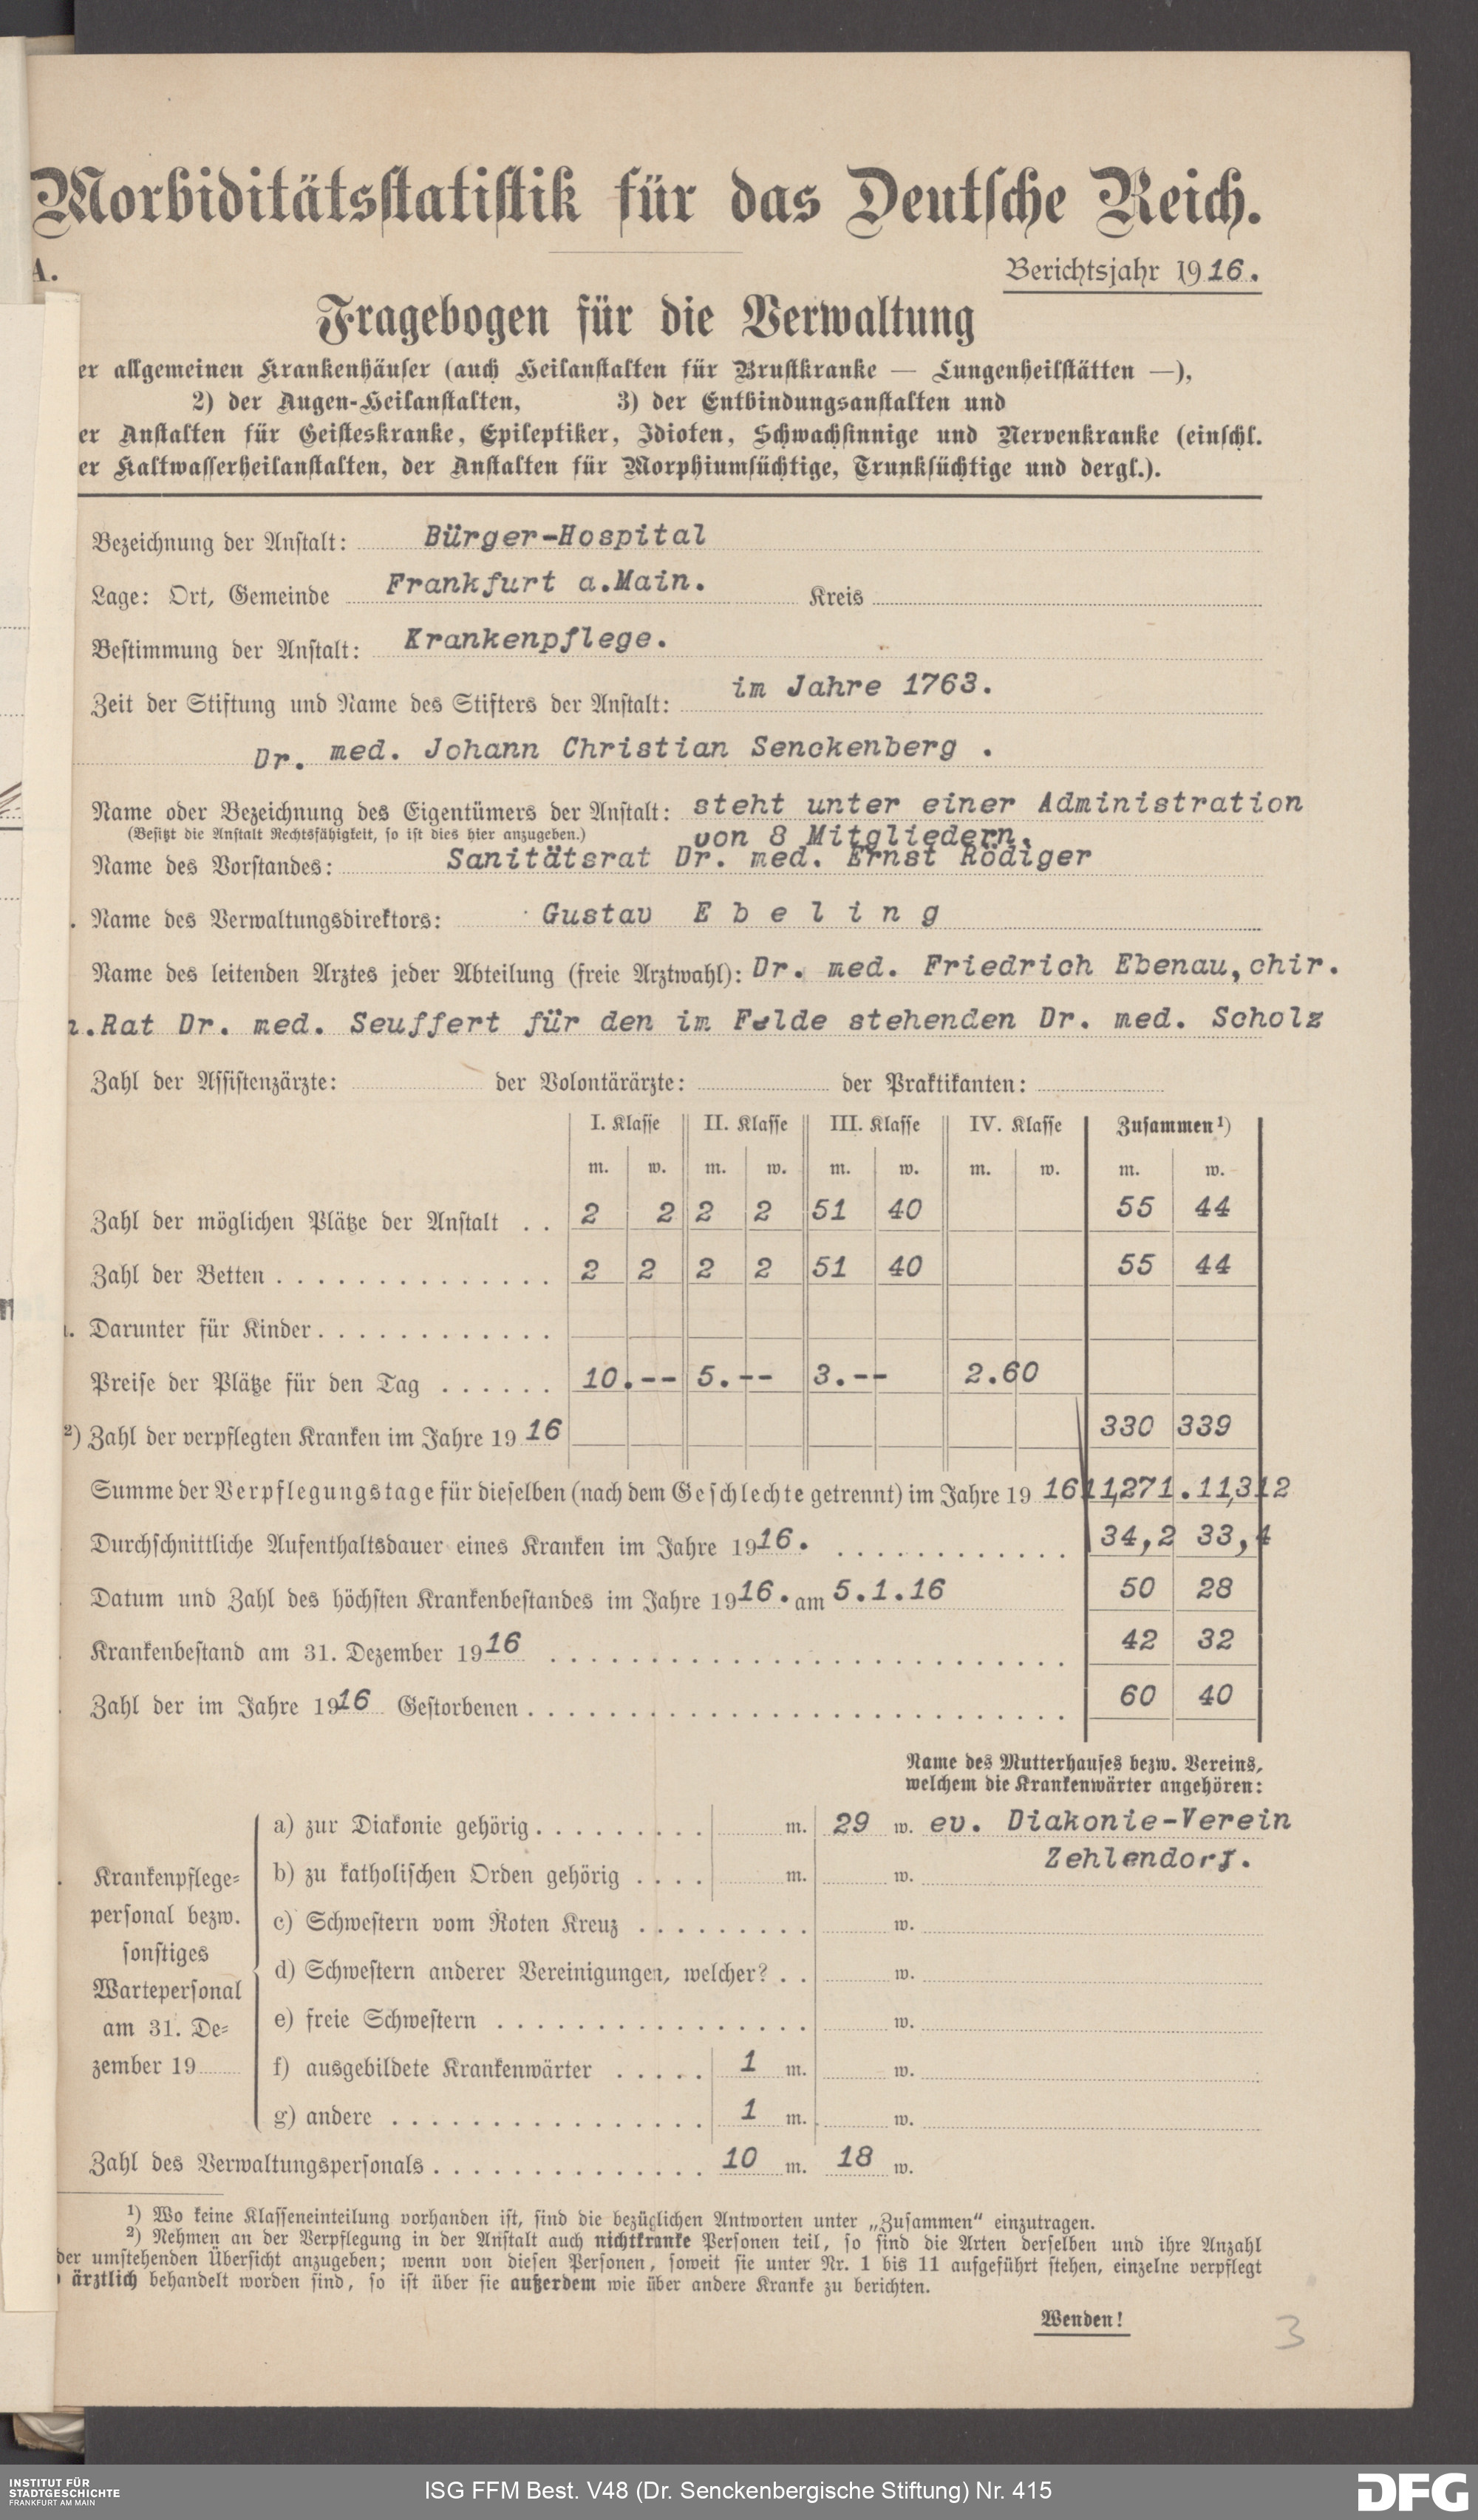 Morbiditätsstatistik für das Deutsche Reich.
A.
Berichtsjahr 1916.
Fragebogen für die Verwaltung
er allgemeinen Krankenhäuser (auch Heilanstalten für Brustkranke — Lungenheilstätten —),
2) der Augen-Heilanstalten, 3) der Entbindungsanstalten und
er Anstalten für Geisteskranke, Epileptiker, Idioten, Schwachsinnige und Nervenkranke (einschl.
er Kaltwasserheilanstalten, der Anstalten für Morphiumsüchtige, Trunksüchtige und dergl.).
Bezeichnung der Anstalt: Bürger-Hospital
Lage: Ort, Gemeinde Frankfurt a.Main. Kreis
Bestimmung der Anstalt: Krankenpflege.
Zeit der Stiftung und Name des Stifters der Anstalt: im Jahre 1763.
Dr. med. Johann Christian Senckenberg .
Name oder Bezeichnung des Eigentümers der Anstalt: steht unter einer Administration
(Besitzt die Anstalt Rechtsfähigkeit, so ist dies hier anzugeben.) von 8 Mitgliedern.
Name des Vorstandes: Sanitätsrat Dr. med. Ernst Rödiger
. Name des Verwaltungsdirektors: Gustav E b e l i n g
Name des leitenden Arztes jeder Abteilung (freie Arztwahl): Dr. med. Friedrich Ebenau, chir.
.Rat Dr. med. Seuffert für den im Felde stehenden Dr. med. Scholz
Zahl der Assistenzärzte: der Volontärärzte: der Praktikanten:
I. Klasse II. Klasse III. Klasse IV. Klasse Zusammen¹)
m. w. m. w. m. w. m. w. m. w.
Zahl der möglichen Plätze der Anstalt . . 2 2 2 2 51 40 55 44
Zahl der Betten . . . . . . . . . . . . . . 2 2 2 2 51 40 55 44
. Darunter für Kinder . . . . . . . . . . . .
Preise der Plätze für den Tag . . . . . . 10.-- 5.-- 3.-- 2.60
²) Zahl der verpflegten Kranken im Jahre 1916 330 339
Summe der Verpflegungstage für dieselben (nach dem Geschlechte getrennt) im Jahre 1916 11,271. 11,312
Durchschnittliche Aufenthaltsdauer eines Kranken im Jahre 1916. . . . . . . . . . . . . 34,2 33,4
Datum und Zahl des höchsten Krankenbestandes im Jahre 1916. am 5.1.16 50 28
Krankenbestand am 31. Dezember 1916 . . . . . . . . . . . . . . . . . . . . . . . . . . 42 32
Zahl der im Jahre 1916 Gestorbenen . . . . . . . . . . . . . . . . . . . . . . . . . . . 60 40
Name des Mutterhauses bezw. Vereins,
welchem die Krankenwärter angehören:
Krankenpflege-
personal bezw.
sonstiges
Wartepersonal
am 31. De-
zember 19
a) zur Diakonie gehörig . . . . . . . . . m. 29 w. ev. Diakonie-Verein
Zehlendorf.
b) zu katholischen Orden gehörig . . . . m. w.
c) Schwestern vom Roten Kreuz . . . . . . . . . w.
d) Schwestern anderer Vereinigungen, welcher? . . w.
e) freie Schwestern . . . . . . . . . . . . . . . . w.
f) ausgebildete Krankenwärter . . . . . 1 m. w.
g) andere . . . . . . . . . . . . . . . . 1 m. w.
Zahl des Verwaltungspersonals . . . . . . . . . . . . . . 10 m. 18 w.
¹) Wo keine Klasseneinteilung vorhanden ist, sind die bezüglichen Antworten unter „Zusammen“ einzutragen.
²) Nehmen an der Verpflegung in der Anstalt auch nichtkranke Personen teil, so sind die Arten derselben und ihre Anzahl
der umstehenden Übersicht anzugeben; wenn von diesen Personen, soweit sie unter Nr. 1 bis 11 aufgeführt stehen, einzelne verpflegt
ärztlich behandelt worden sind, so ist über sie außerdem wie über andere Kranke zu berichten.
Wenden!
3
INSTITUT FÜR
STADTGESCHICHTE
FRANKFURT AM MAIN
ISG FFM Best. V48 (Dr. Senckenbergische Stiftung) Nr. 415
DFG